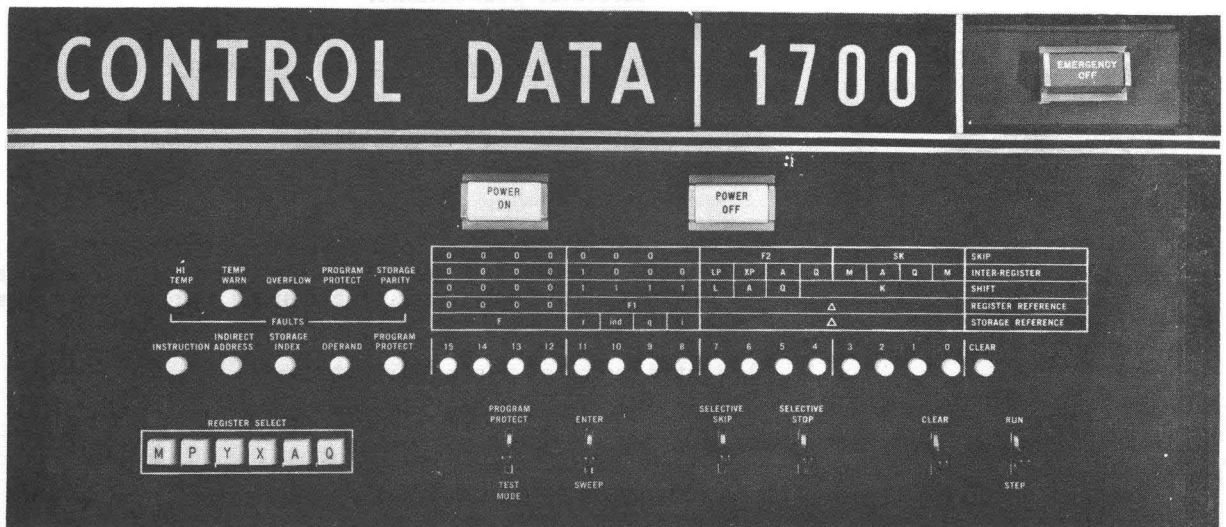 CONTROL DATA 1700
EMERGENCY OFF
POWER ON
POWER OFF
HI TEMP
TEMP WARN
OVERFLOW
PROGRAM PROTECT
STORAGE PARITY
FAULTS
INSTRUCTION
INDIRECT ADDRESS
STORAGE INDEX
OPERAND
PROGRAM PROTECT
0 0 0 0 0 0 0 F2 SK SKIP
0 0 0 0 1 0 0 0 LP XP A Q M A Q M INTER-REGISTER
0 0 0 0 1 1 1 1 L A Q K SHIFT
0 0 0 0 F1 Δ REGISTER REFERENCE
F r ind q i Δ STORAGE REFERENCE
15 14 13 12 11 10 9 8 7 6 5 4 3 2 1 0 CLEAR
REGISTER SELECT
M P Y X A Q
PROGRAM PROTECT
TEST MODE
ENTER
SWEEP
SELECTIVE SKIP
SELECTIVE STOP
CLEAR
RUN
STEP